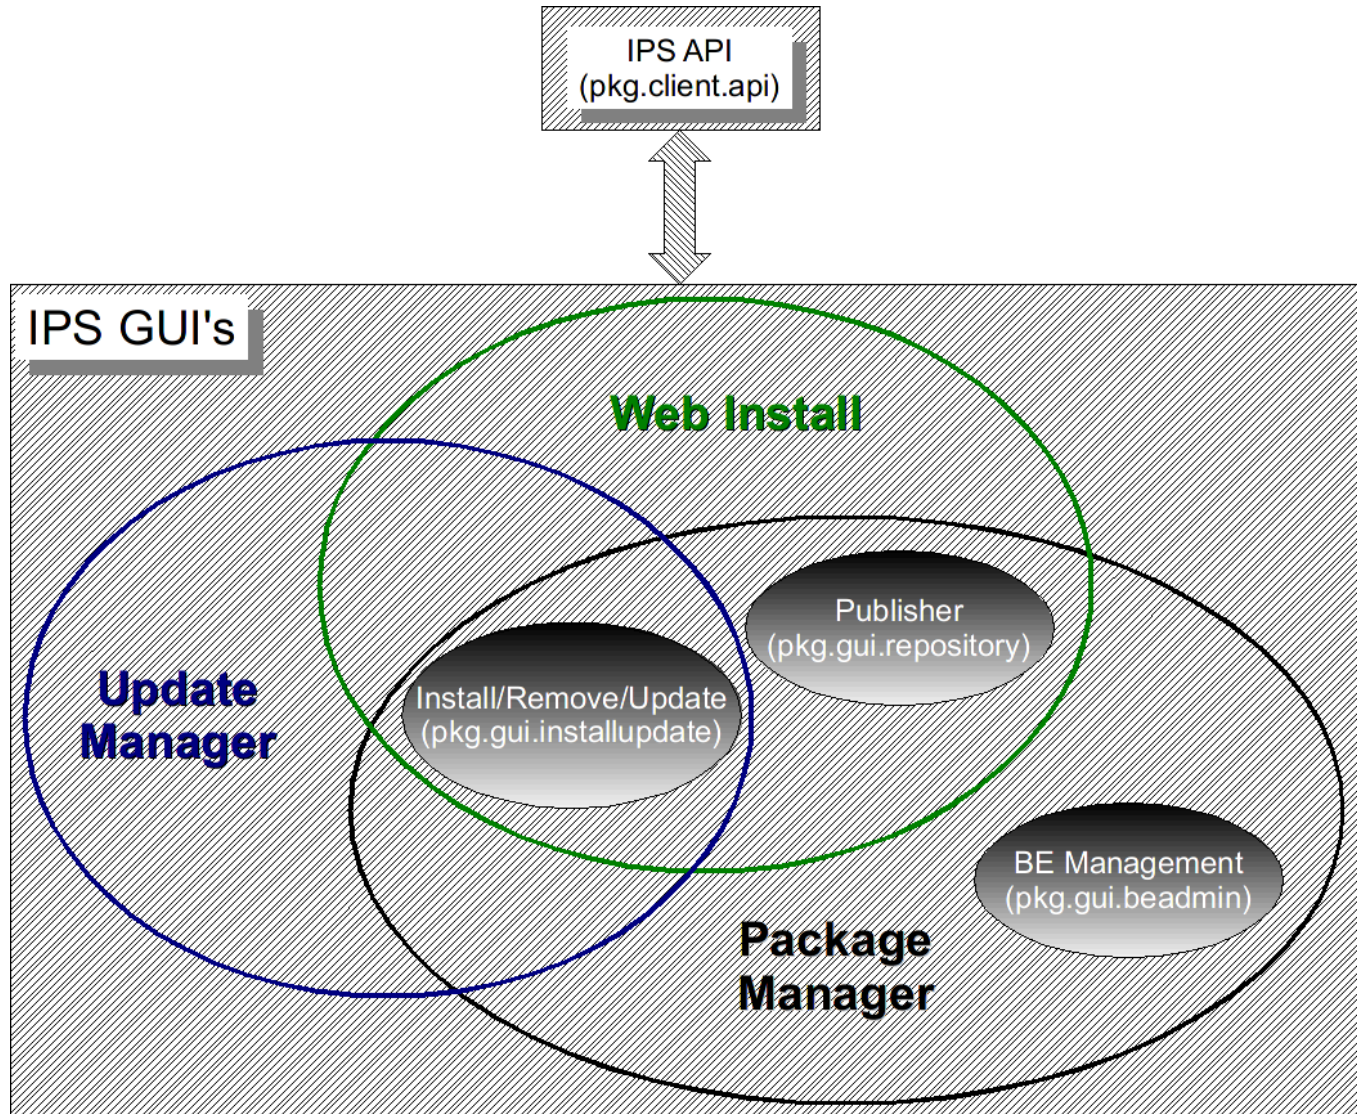 IPS API
(pkg.client.api)
IPS GUI's
Web Install
Publisher
(pkg.gui.repository)
Update
Manager
Install/Remove/Update
(pkg.gui.installupdate)
BE Management
(pkg.gui.beadmin)
Package
Manager